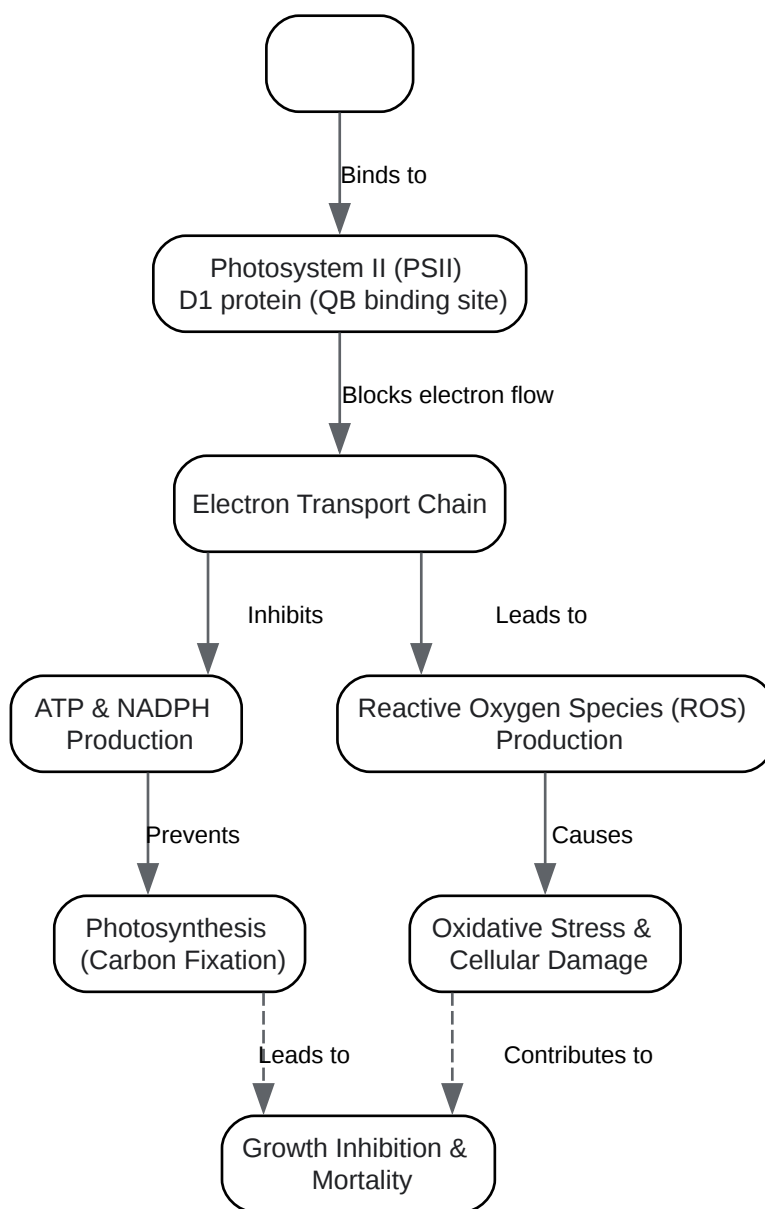 Binds to
Photosystem II (PSII)
D1 protein (QB binding site)
Blocks electron flow
Electron Transport Chain
Inhibits
Leads to
ATP & NADPH
Production
Reactive Oxygen Species (ROS)
Production
Prevents
Causes
Photosynthesis
(Carbon Fixation)
Oxidative Stress &
Cellular Damage
Leads to
Contributes to
Growth Inhibition &
Mortality